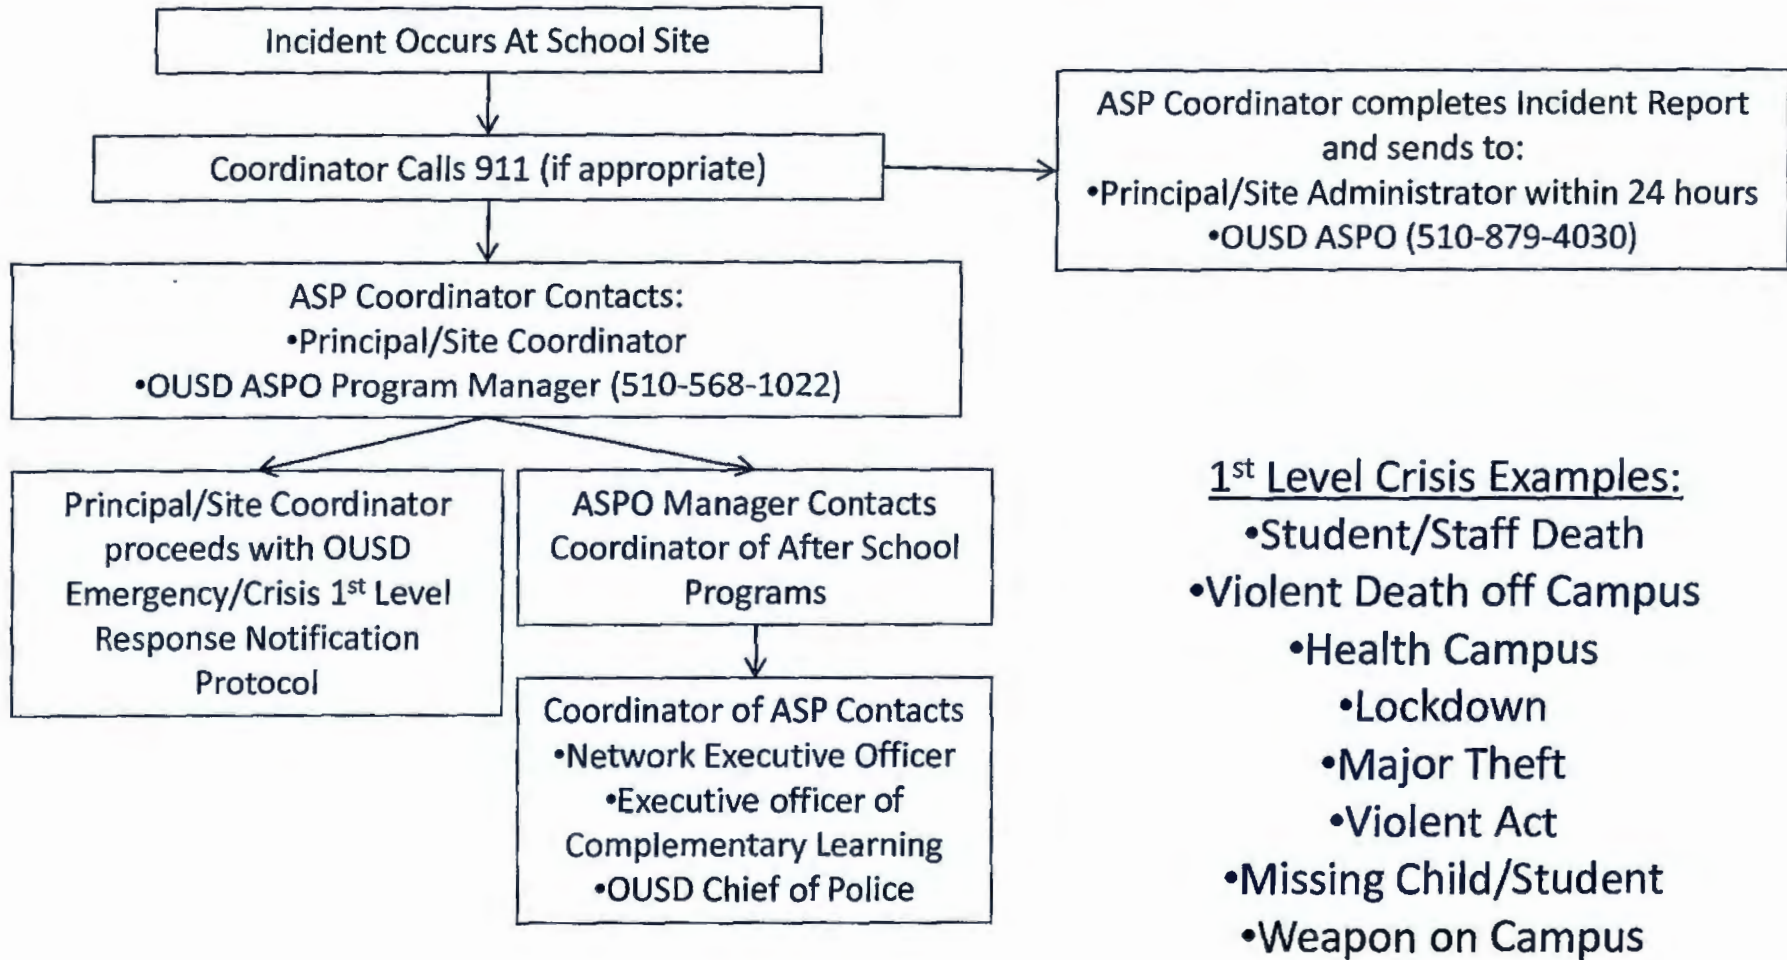 Incident Occurs At School Site
Coordinator Calls 911 (if appropriate)
ASP Coordinator completes Incident Report
and sends to:
•Principal/Site Administrator within 24 hours
•OUSD ASPO (510-879-4030)
ASP Coordinator Contacts:
•Principal/Site Coordinator
•OUSD ASPO Program Manager (510-568-1022)
Principal/Site Coordinator
proceeds with OUSD
Emergency/Crisis 1st Level
Response Notification
Protocol
ASPO Manager Contacts
Coordinator of After School
Programs
Coordinator of ASP Contacts
•Network Executive Officer
•Executive officer of
Complementary Learning
•OUSD Chief of Police
1st Level Crisis Examples:
•Student/Staff Death
•Violent Death off Campus
•Health Campus
•Lockdown
•Major Theft
•Violent Act
•Missing Child/Student
•Weapon on Campus